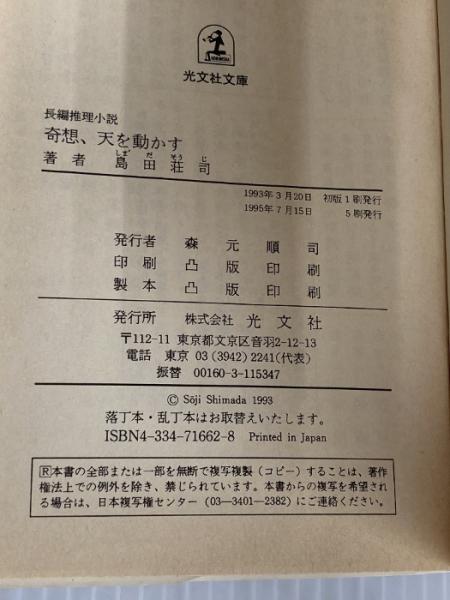 KOBUNSHA
光文社文庫
長編推理小説
奇想、天を動かす
しま だ そう じ
著者 島田荘司
1993年3月20日 初版1刷発行
1995年7月15日 5刷発行
発行者 森元順司
印刷 凸版印刷
製本 凸版印刷
発行所 株式会社 光文社
〒112-11 東京都文京区音羽2-12-13
電話 東京 03(3942)2241(代表)
振替 00160-3-115347
© Sōji Shimada 1993
落丁本・乱丁本はお取替えいたします。
ISBN4-334-71662-8 Printed in Japan
R本書の全部または一部を無断で複写複製(コピー)することは、著作
権法上での例外を除き、禁じられています。本書からの複写を希望され
る場合は、日本複写権センター(03-3401-2382)にご連絡ください。